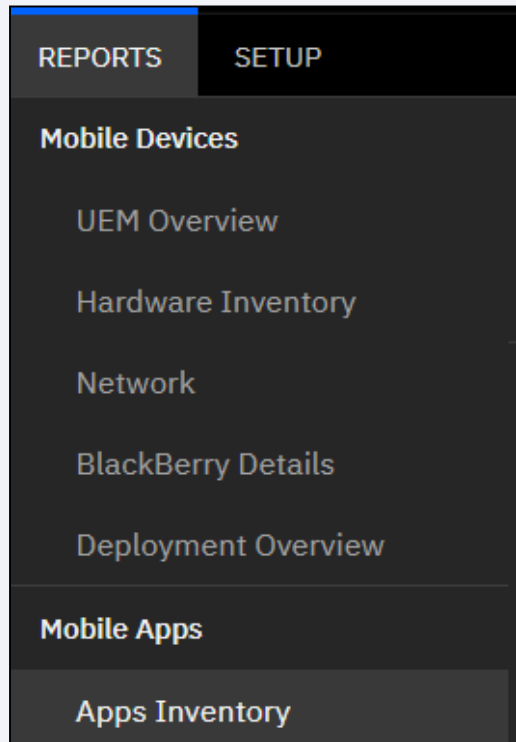 REPORTS SETUP
Mobile Devices
UEM Overview
Hardware Inventory
Network
BlackBerry Details
Deployment Overview
Mobile Apps
Apps Inventory